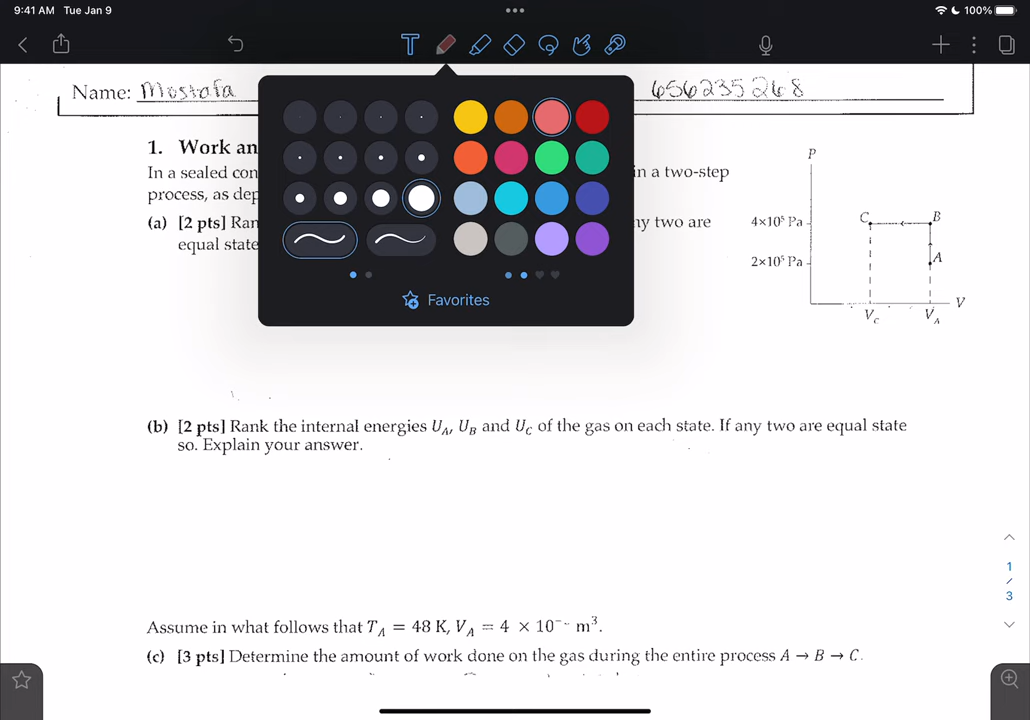 9:41 AM Tue Jan 9
100%
Name: Mostafa
656235268
1. Work an
In a sealed con
in a two-step
process, as dep
(a) [2 pts] Ran
ny two are
equal state
P
4×10⁵ Pa
2×10⁵ Pa
C
B
A
V
V_C
V_A
Favorites
(b) [2 pts] Rank the internal energies U_A, U_B and U_C of the gas on each state. If any two are equal state
so. Explain your answer.
1
/
3
Assume in what follows that T_A = 48 K, V_A = 4 × 10⁻ m³.
(c) [3 pts] Determine the amount of work done on the gas during the entire process A → B → C.